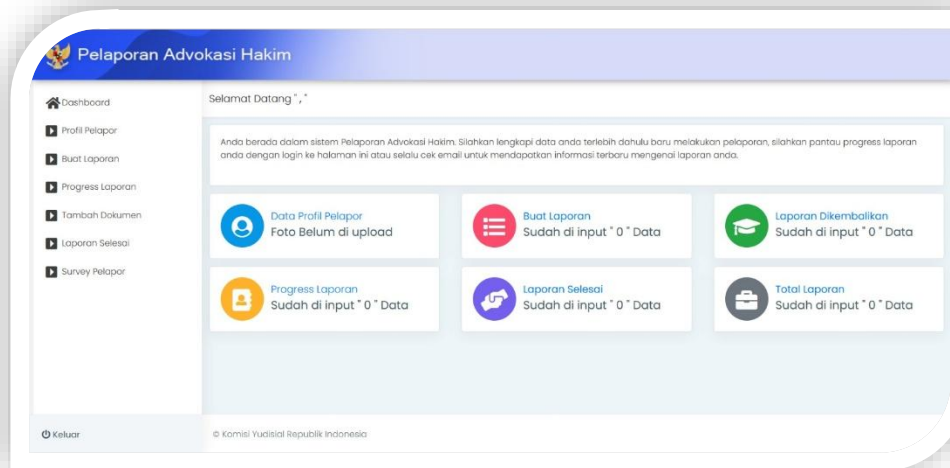 Pelaporan Advokasi Hakim
Dashboard
Profil Pelapor
Buat Laporan
Progress Laporan
Tambah Dokumen
Laporan Selesai
Survey Pelapor
Keluar
Selamat Datang ", "
Anda berada dalam sistem Pelaporan Advokasi Hakim. Silahkan lengkapi data anda terlebih dahulu baru melakukan pelaporan, silahkan pantau progress laporan
anda dengan login ke halaman ini atau selalu cek email untuk mendapatkan informasi terbaru mengenai laporan anda.
Data Profil Pelapor
Foto Belum di upload
Buat Laporan
Sudah di input " 0 " Data
Laporan Dikembalikan
Sudah di input " 0 " Data
Progress Laporan
Sudah di input " 0 " Data
Laporan Selesai
Sudah di input " 0 " Data
Total Laporan
Sudah di input " 0 " Data
© Komisi Yudisial Republik Indonesia